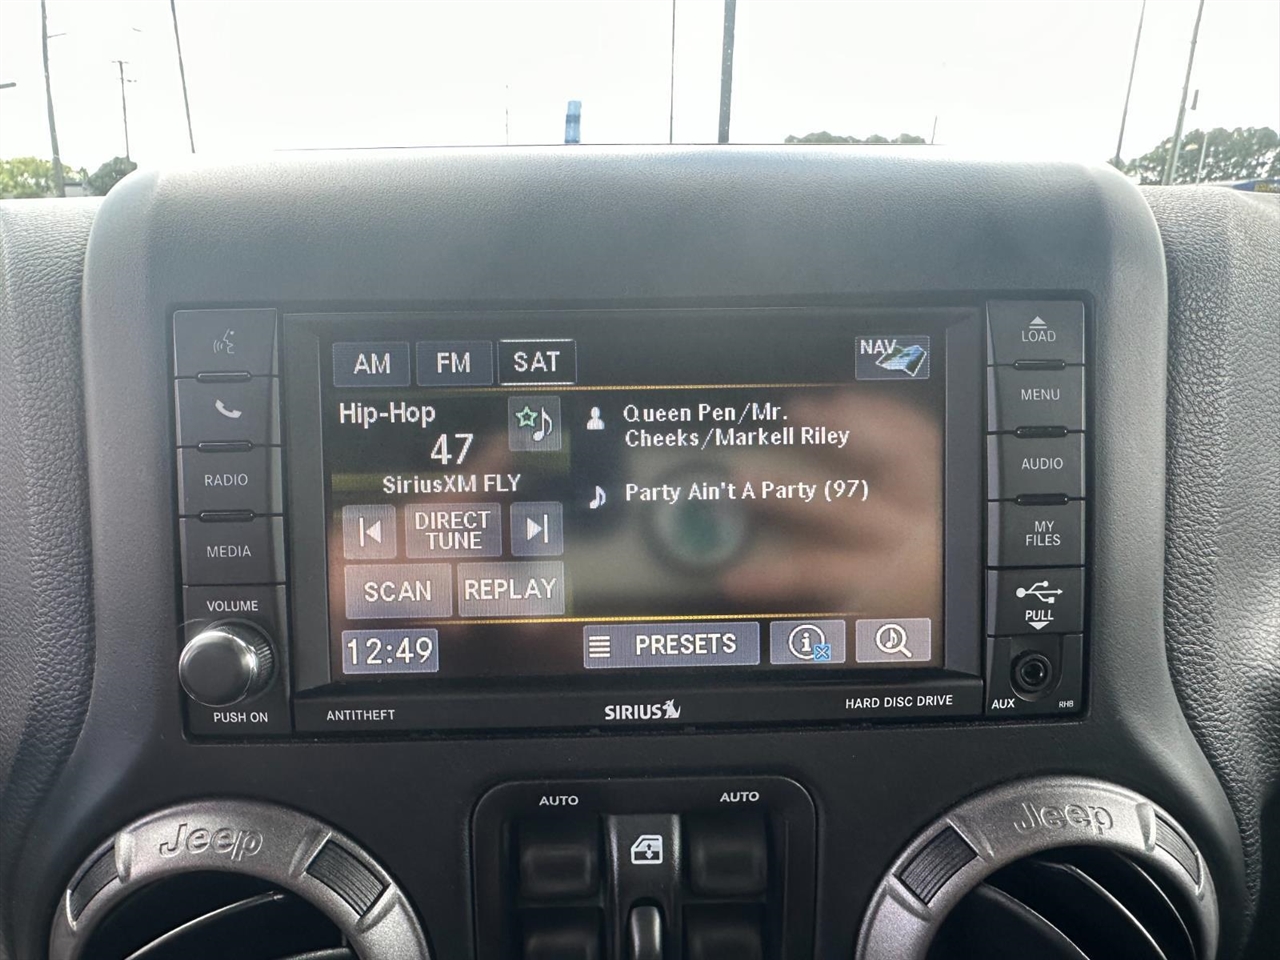 AM
FM
SAT
NAV
Hip-Hop
47
SiriusXM FLY
Queen Pen/Mr.
Cheeks/Markell Riley
Party Ain't A Party (97)
DIRECT
TUNE
SCAN
REPLAY
12:49
PRESETS
RADIO
MEDIA
VOLUME
PUSH ON
LOAD
MENU
AUDIO
MY
FILES
PULL
AUX
RHB
ANTITHEFT
SIRIUS
HARD DISC DRIVE
AUTO
AUTO
Jeep
Jeep